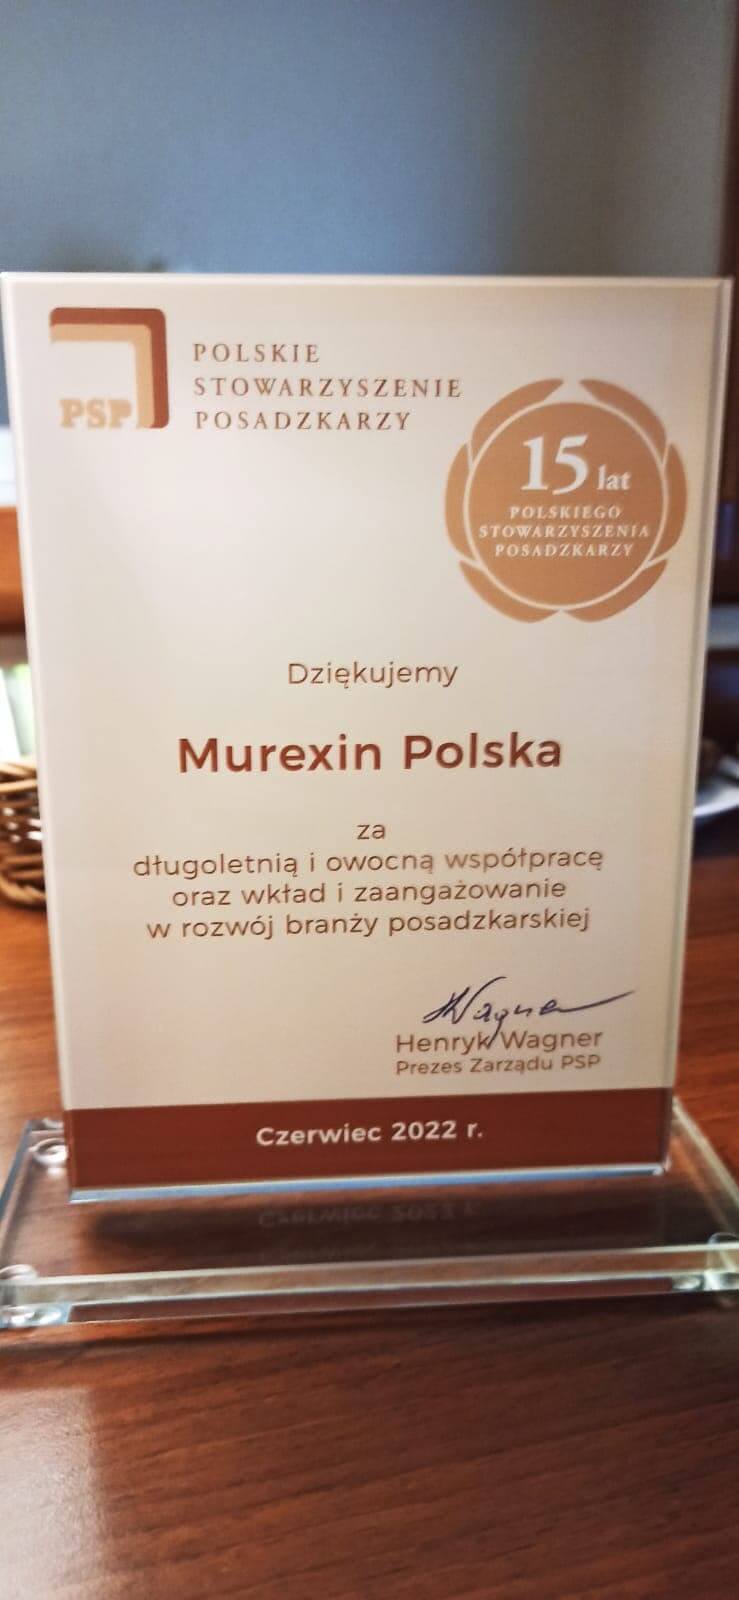 PSP
POLSKIE
STOWARZYSZENIE
POSADZKARZY
15 lat
POLSKIEGO
STOWARZYSZENIA
POSADZKARZY
Dziękujemy
Murexin Polska
za
długoletnią i owocną współpracę
oraz wkład i zaangażowanie
w rozwój branży posadzkarskiej
HWagner
Henryk Wagner
Prezes Zarządu PSP
Czerwiec 2022 r.